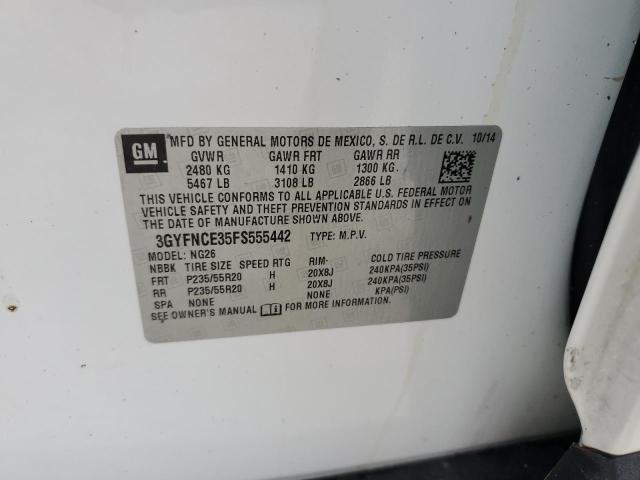 GM
MFD BY GENERAL MOTORS DE MEXICO, S. DE R.L. DE C.V. 10/14
GVWR GAWR FRT GAWR RR
2480 KG 1410 KG 1300 KG
5467 LB 3108 LB 2866 LB
THIS VEHICLE CONFORMS TO ALL APPLICABLE U.S. FEDERAL MOTOR
VEHICLE SAFETY AND THEFT PREVENTION STANDARDS IN EFFECT ON
THE DATE OF MANUFACTURE SHOWN ABOVE.
3GYFNCE35FS555442 TYPE: M.P.V.
MODEL: NG26
NBBK TIRE SIZE SPEED RTG RIM- COLD TIRE PRESSURE
FRT P235/55R20 H 20X8J 240KPA(35PSI)
RR P235/55R20 H 20X8J 240KPA(35PSI)
SPA NONE NONE KPA(PSI)
SEE OWNER'S MANUAL FOR MORE INFORMATION.